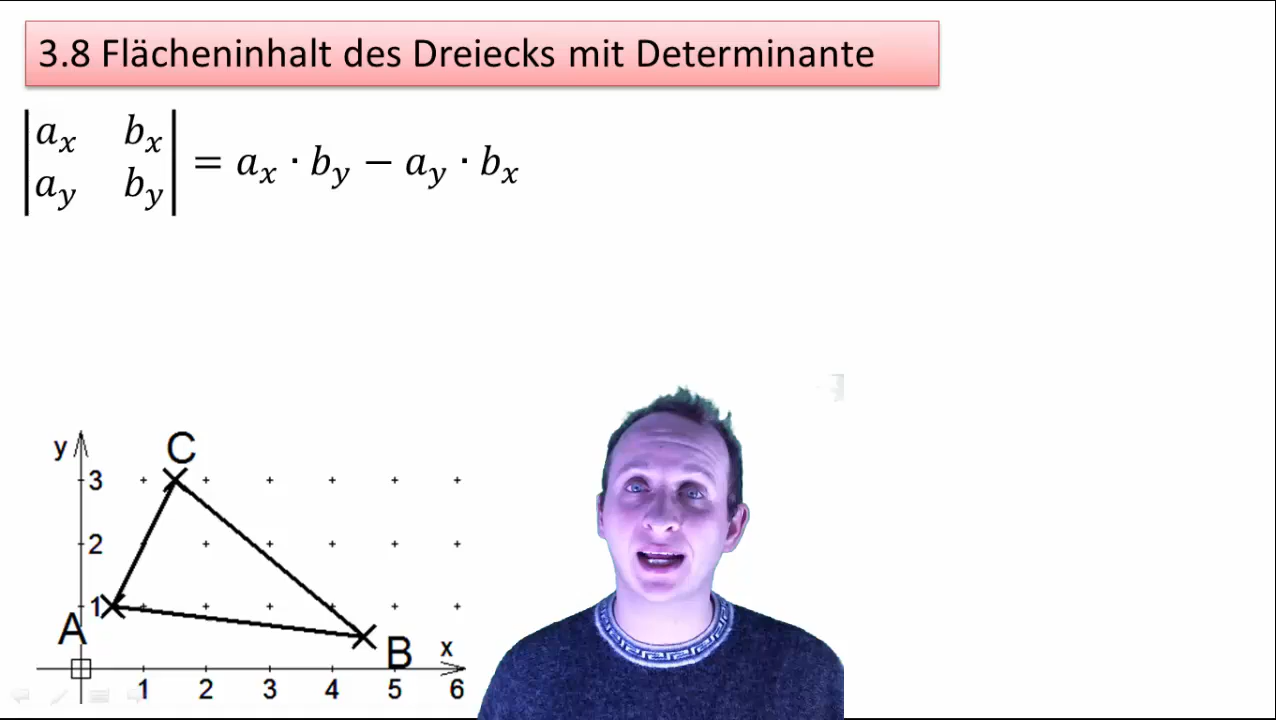 3.8 Flächeninhalt des Dreiecks mit Determinante
|a_x b_x|
|a_y b_y| = a_x · b_y − a_y · b_x
y
C
3
2
1
A
B
x
1 2 3 4 5 6